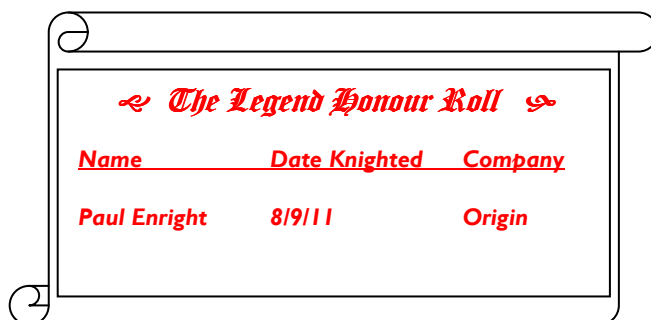 The Legend Honour Roll
Name Date Knighted Company
Paul Enright 8/9/11 Origin